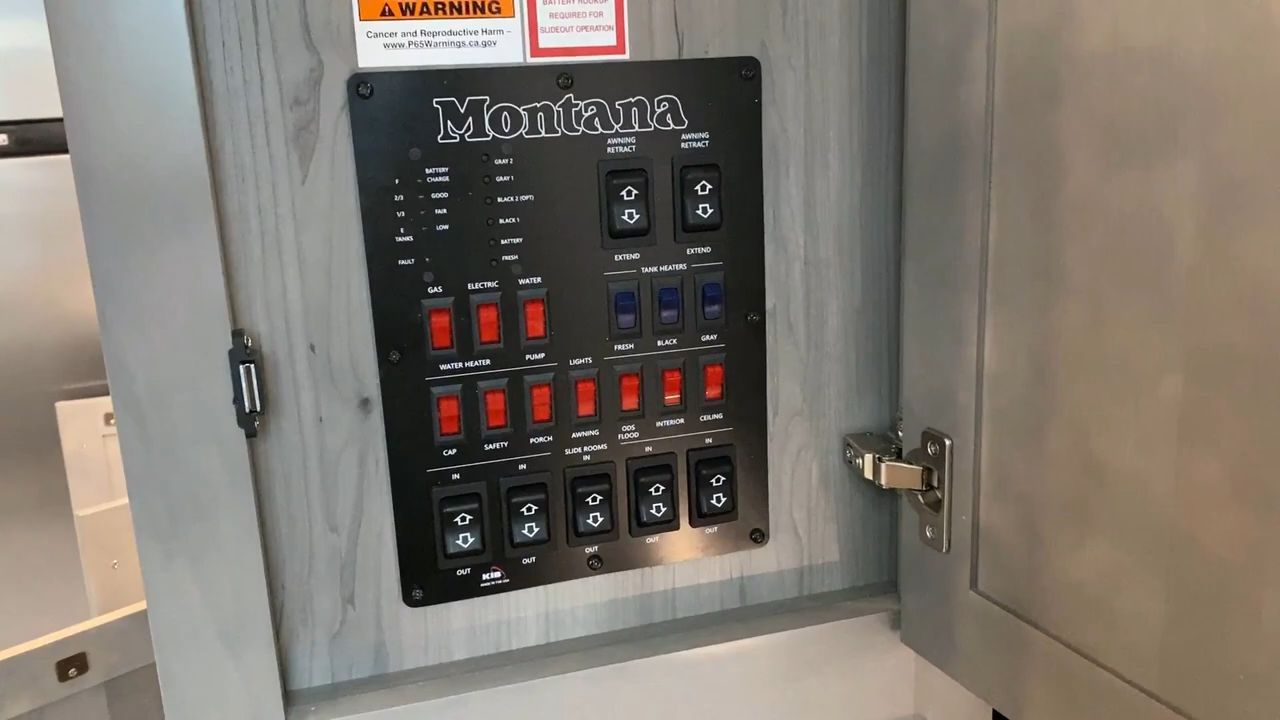 WARNING
Cancer and Reproductive Harm –
www.P65Warnings.ca.gov
BATTERY HOOKUP
REQUIRED FOR
SLIDEOUT OPERATION
Montana
AWNING
RETRACT
AWNING
RETRACT
EXTEND
EXTEND
BATTERY
F – CHARGE
2/3 – GOOD
1/3 – FAIR
E – LOW
TANKS
FAULT
GRAY 2
GRAY 1
BLACK 2 (OPT)
BLACK 1
BATTERY
FRESH
GAS
ELECTRIC
WATER
WATER HEATER
PUMP
TANK HEATERS
FRESH
BLACK
GRAY
LIGHTS
CAP
SAFETY
PORCH
AWNING
ODS
FLOOD
INTERIOR
CEILING
SLIDE ROOMS
IN
IN
IN
IN
IN
OUT
OUT
OUT
OUT
OUT
KIB
MADE IN THE USA